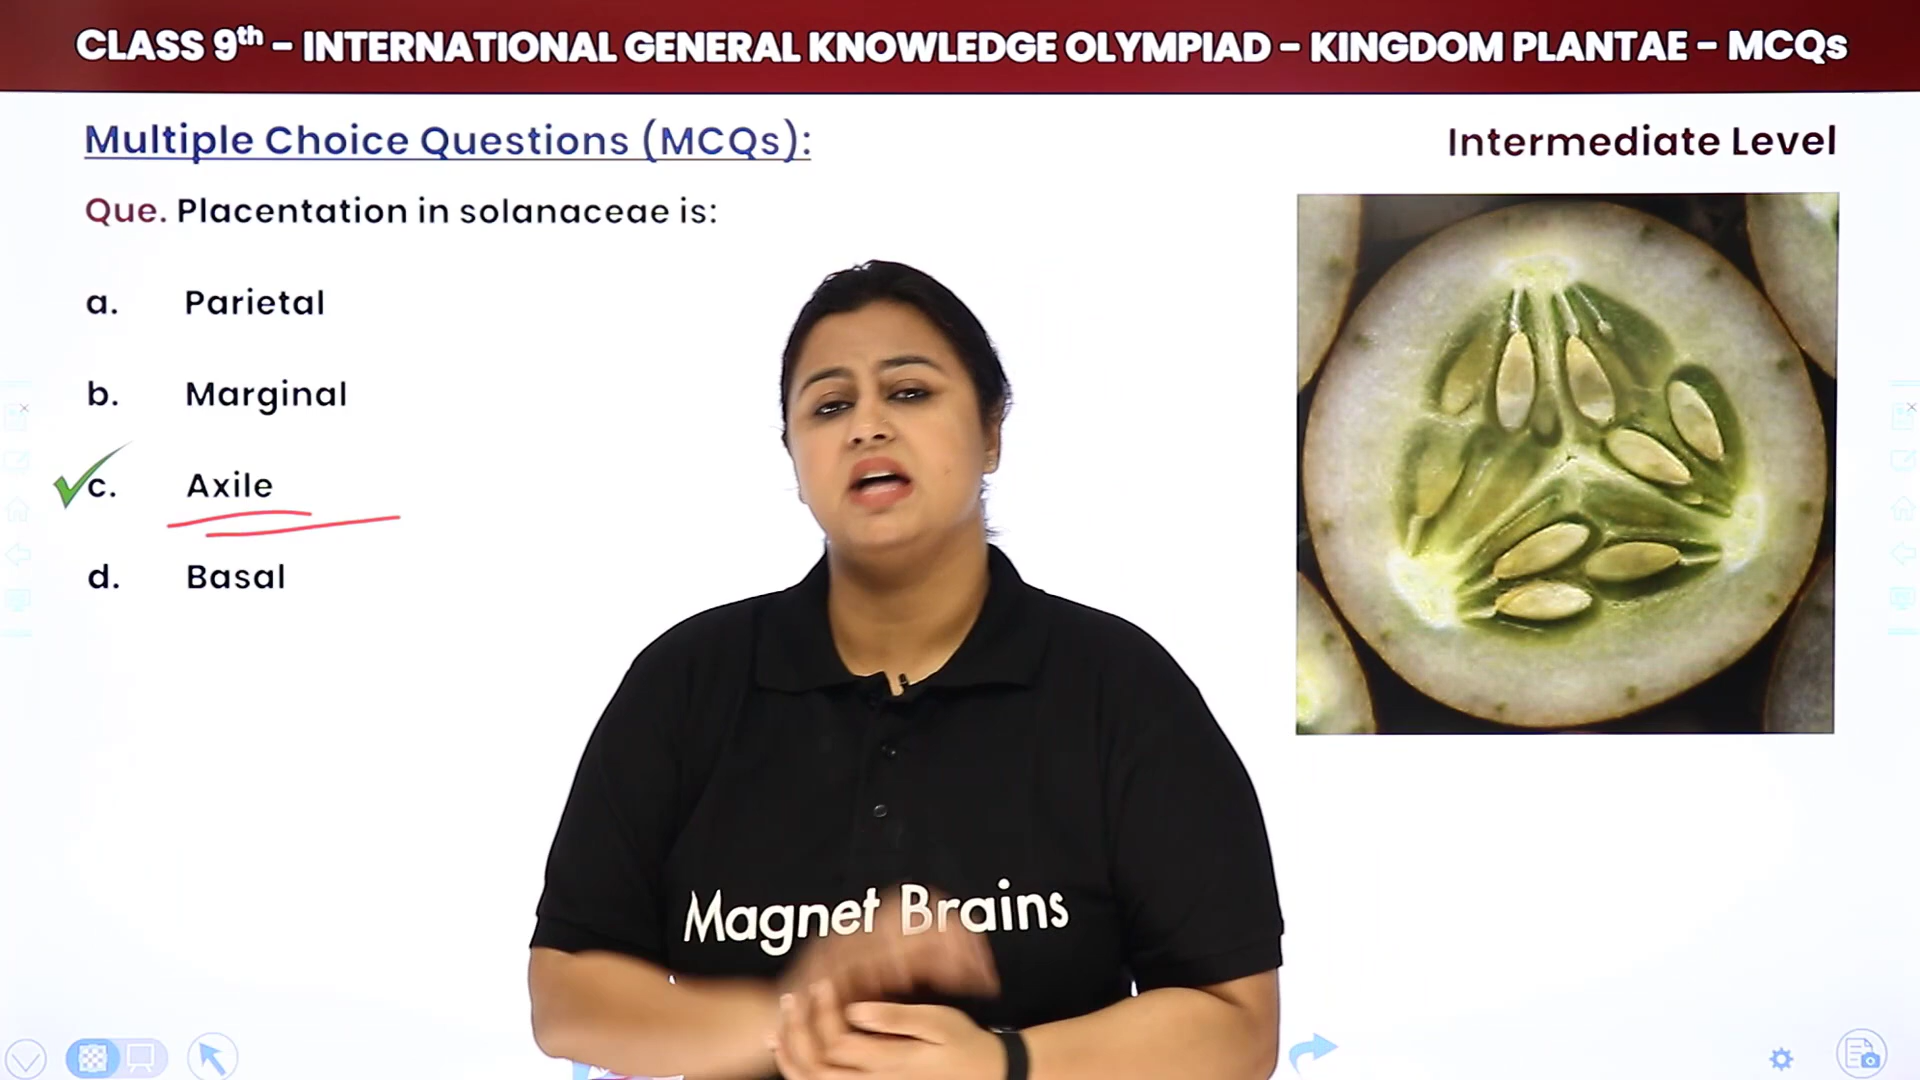 CLASS 9th – INTERNATIONAL GENERAL KNOWLEDGE OLYMPIAD – KINGDOM PLANTAE – MCQs
Multiple Choice Questions (MCQs):
Intermediate Level
Que. Placentation in solanaceae is:
a. Parietal
b. Marginal
c. Axile
d. Basal
Magnet Brains